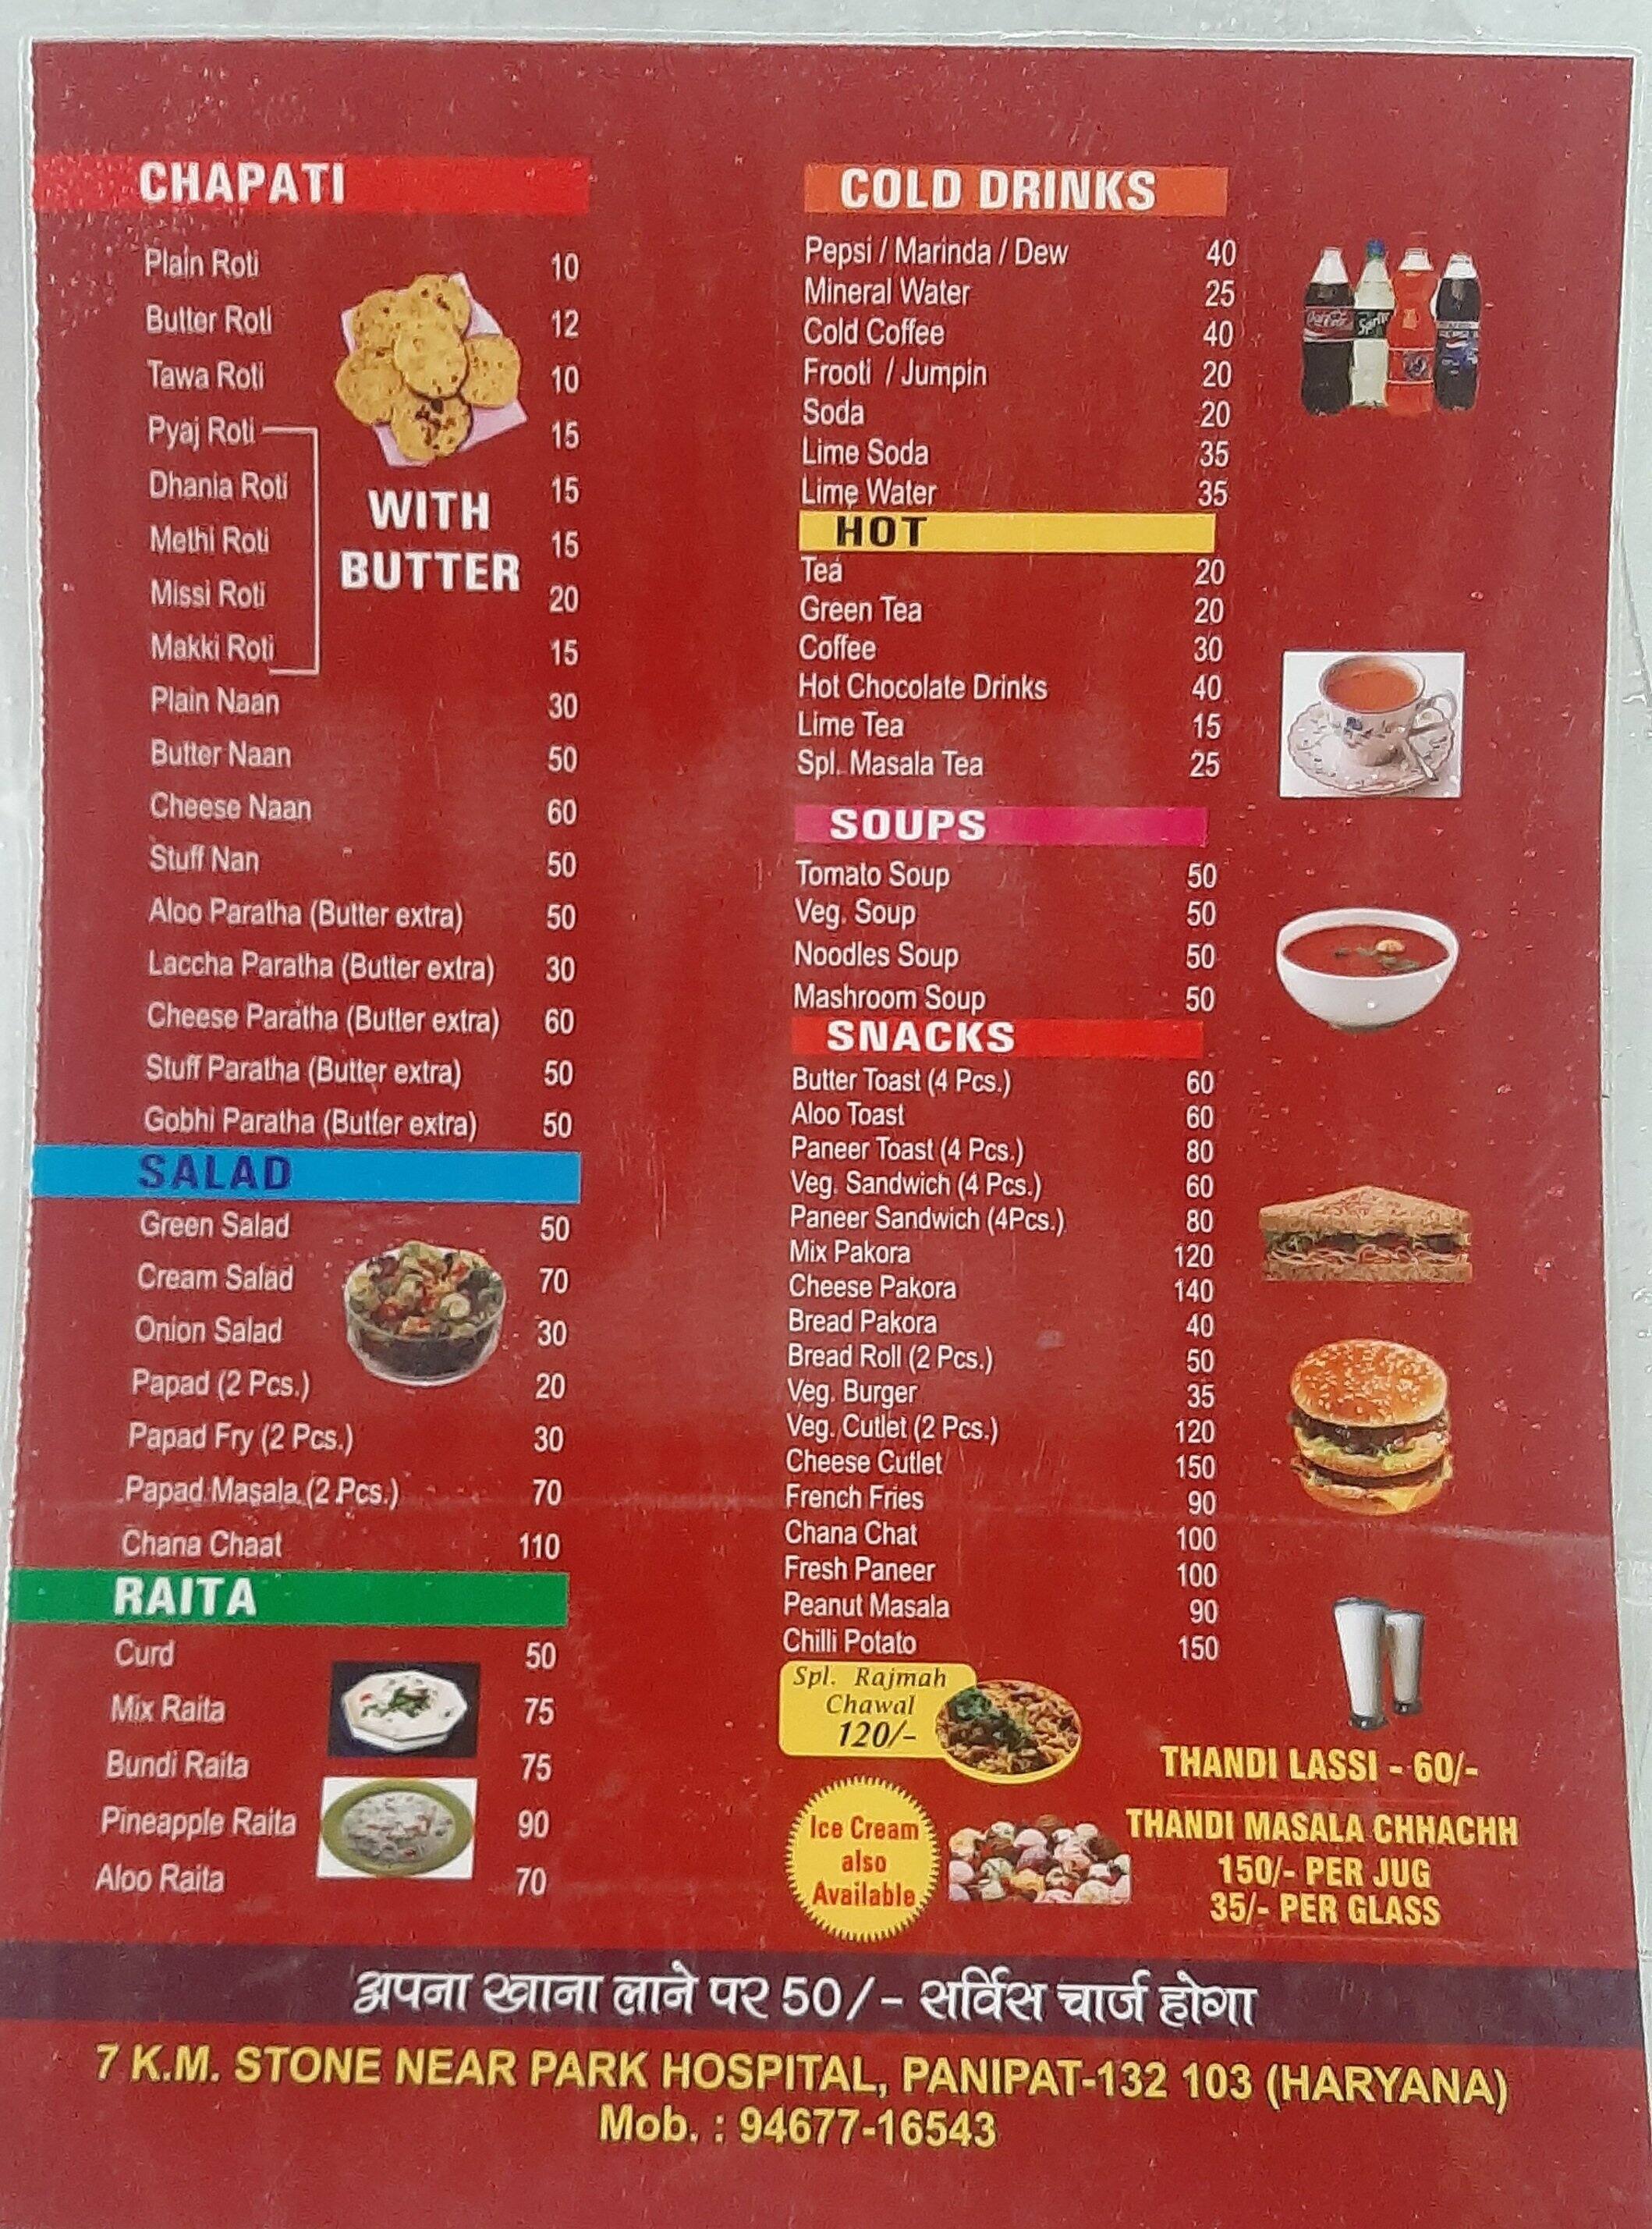 CHAPATI
Plain Roti 10
Butter Roti 12
Tawa Roti 10
Pyaj Roti 15
Dhania Roti 15
Methi Roti 15
Missi Roti 20
Makki Roti 15
WITH
BUTTER
Plain Naan 30
Butter Naan 50
Cheese Naan 60
Stuff Nan 50
Aloo Paratha (Butter extra) 50
Laccha Paratha (Butter extra) 30
Cheese Paratha (Butter extra) 60
Stuff Paratha (Butter extra) 50
Gobhi Paratha (Butter extra) 50
SALAD
Green Salad 50
Cream Salad 70
Onion Salad 30
Papad (2 Pcs.) 20
Papad Fry (2 Pcs.) 30
Papad Masala (2 Pcs.) 70
Chana Chaat 110
RAITA
Curd 50
Mix Raita 75
Bundi Raita 75
Pineapple Raita 90
Aloo Raita 70
COLD DRINKS
Pepsi / Marinda / Dew 40
Mineral Water 25
Cold Coffee 40
Frooti / Jumpin 20
Soda 20
Lime Soda 35
Lime Water 35
HOT
Tea 20
Green Tea 20
Coffee 30
Hot Chocolate Drinks 40
Lime Tea 15
Spl. Masala Tea 25
SOUPS
Tomato Soup 50
Veg. Soup 50
Noodles Soup 50
Mashroom Soup 50
SNACKS
Butter Toast (4 Pcs.) 60
Aloo Toast 60
Paneer Toast (4 Pcs.) 80
Veg. Sandwich (4 Pcs.) 60
Paneer Sandwich (4Pcs.) 80
Mix Pakora 120
Cheese Pakora 140
Bread Pakora 40
Bread Roll (2 Pcs.) 50
Veg. Burger 35
Veg. Cutlet (2 Pcs.) 120
Cheese Cutlet 150
French Fries 90
Chana Chat 100
Fresh Paneer 100
Peanut Masala 90
Chilli Potato 150
Spl. Rajmah
Chawal
120/-
Ice Cream
also
Available
THANDI LASSI - 60/-
THANDI MASALA CHHACHH
150/- PER JUG
35/- PER GLASS
अपना खाना लाने पर 50/- सर्विस चार्ज होगा
7 K.M. STONE NEAR PARK HOSPITAL, PANIPAT-132 103 (HARYANA)
Mob. : 94677-16543